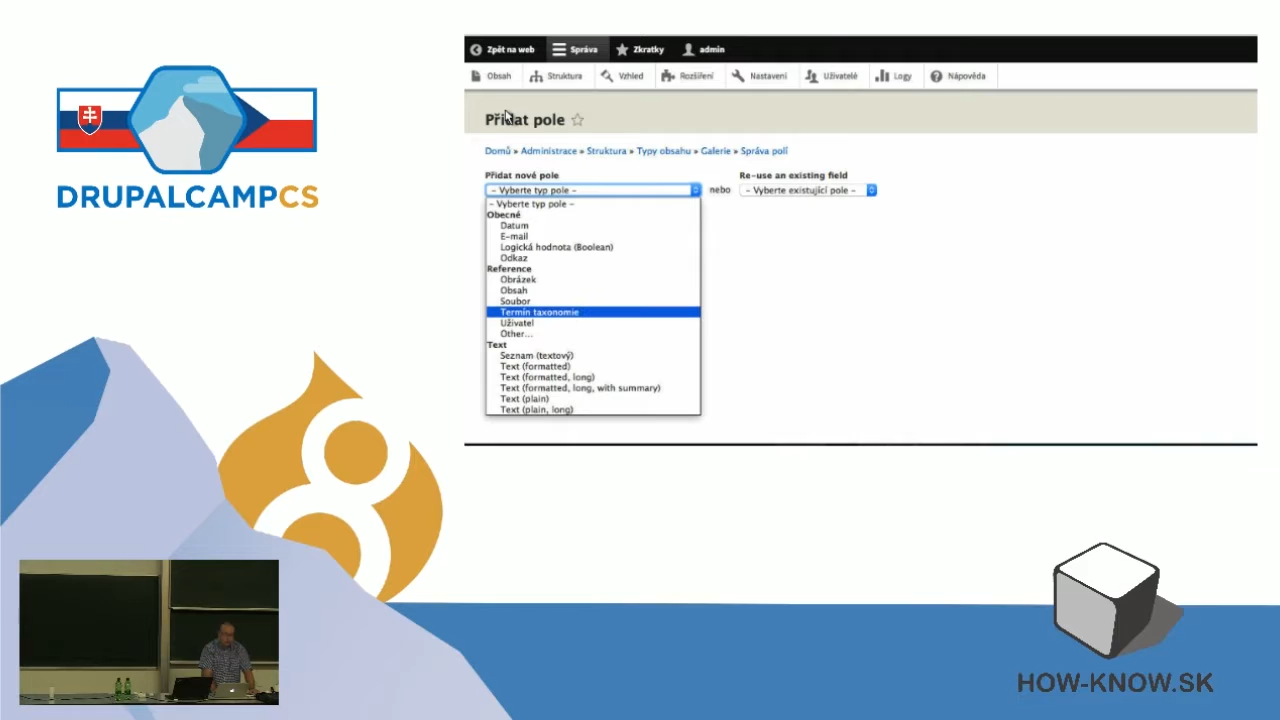 DRUPALCAMPCS
Zpět na web Správa Zkratky admin
Obsah Struktura Vzhled Rozšíření Nastavení Uživatelé Logy Nápověda
Přidat pole
Domů » Administrace » Struktura » Typy obsahu » Galerie » Správa polí
Přidat nové pole Re-use an existing field
- Vyberte typ pole - nebo - Vyberte existující pole -
- Vyberte typ pole -
Obecné
Datum
E-mail
Logická hodnota (Boolean)
Odkaz
Reference
Obrázek
Obsah
Soubor
Termín taxonomie
Uživatel
Other...
Text
Seznam (textový)
Text (formatted)
Text (formatted, long)
Text (formatted, long, with summary)
Text (plain)
Text (plain, long)
HOW-KNOW.SK